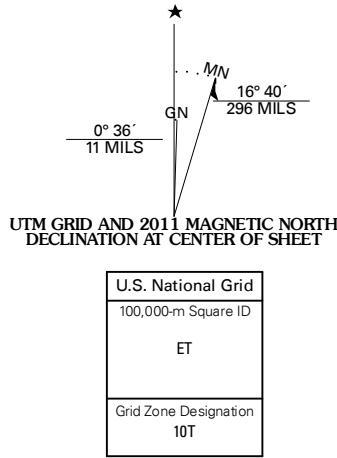 MN
GN
16° 40´
296 MILS
0° 36´
11 MILS
UTM GRID AND 2011 MAGNETIC NORTH
DECLINATION AT CENTER OF SHEET
U.S. National Grid
100,000-m Square ID
ET
Grid Zone Designation
10T